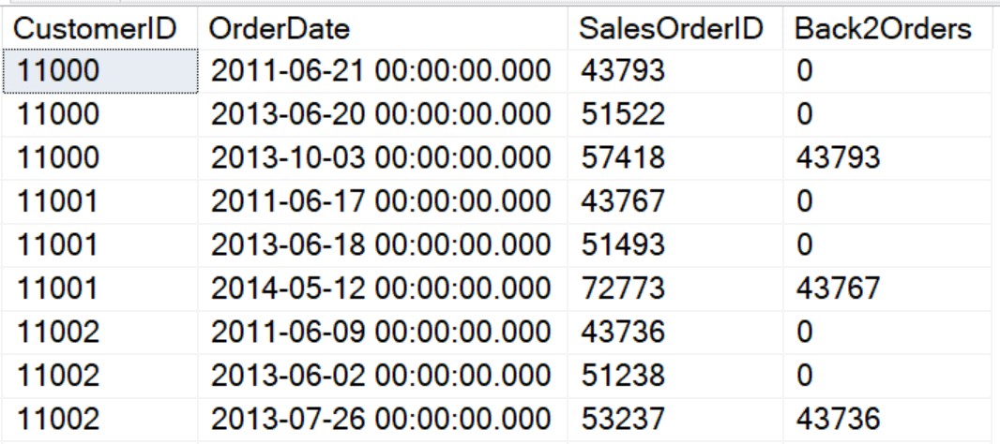 CustomerID OrderDate SalesOrderID Back2Orders
11000 2011-06-21 00:00:00.000 43793 0
11000 2013-06-20 00:00:00.000 51522 0
11000 2013-10-03 00:00:00.000 57418 43793
11001 2011-06-17 00:00:00.000 43767 0
11001 2013-06-18 00:00:00.000 51493 0
11001 2014-05-12 00:00:00.000 72773 43767
11002 2011-06-09 00:00:00.000 43736 0
11002 2013-06-02 00:00:00.000 51238 0
11002 2013-07-26 00:00:00.000 53237 43736